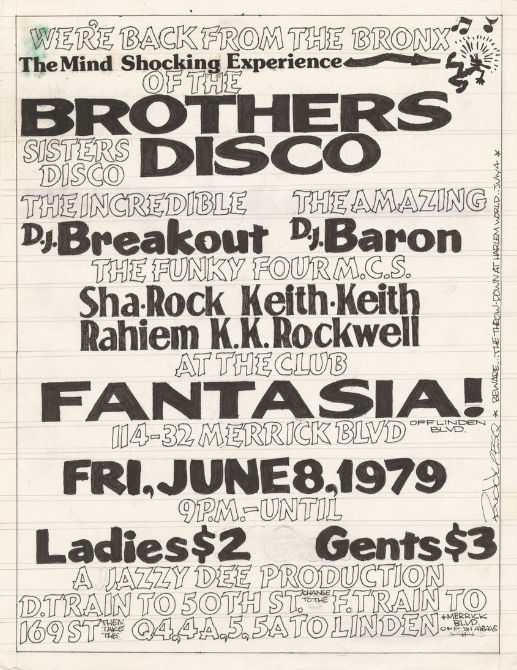 WE'RE BACK FROM THE BRONX
The Mind Shocking Experience
OF THE
BROTHERS
SISTERS
DISCO
DISCO
THE INCREDIBLE
THE AMAZING
D.J. Breakout
D.J. Baron
THE FUNKY FOUR M.C.S.
Sha·Rock Keith·Keith
Rahiem K.K. Rockwell
AT THE CLUB
FANTASIA!
OFF LINDEN
BLVD.
114-32 MERRICK BLVD
FRI, JUNE 8, 1979
9P.M.–UNTIL
Ladies $2
Gents $3
A JAZZY DEE PRODUCTION
D. TRAIN TO 50TH ST. CHANGE TO THE F. TRAIN TO
169 ST THEN TAKE THE Q4, 4A, 5, 5A TO LINDEN
+ MERRICK
BLVD
* BEWARE... THE THROW-DOWN AT HARLEM WORLD.. JULY 4 *